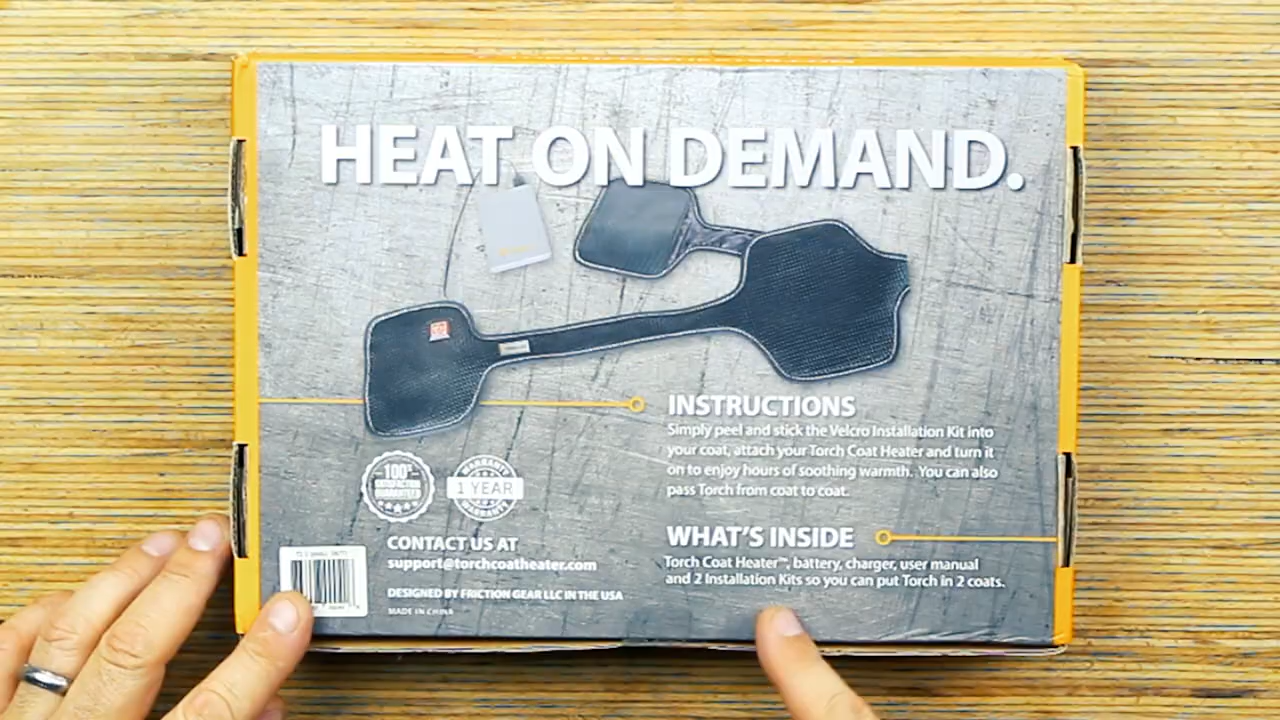 HEAT ON DEMAND.
INSTRUCTIONS
Simply peel and stick the Velcro Installation Kit into
your coat, attach your Torch Coat Heater and turn it
on to enjoy hours of soothing warmth. You can also
pass Torch from coat to coat.
100%
SATISFACTION
GUARANTEED
WARRANTY
1 YEAR
WARRANTY
WHAT'S INSIDE
Torch Coat Heater™, battery, charger, user manual
and 2 Installation Kits so you can put Torch in 2 coats.
CONTACT US AT
support@torchcoatheater.com
DESIGNED BY FRICTION GEAR LLC IN THE USA
MADE IN CHINA